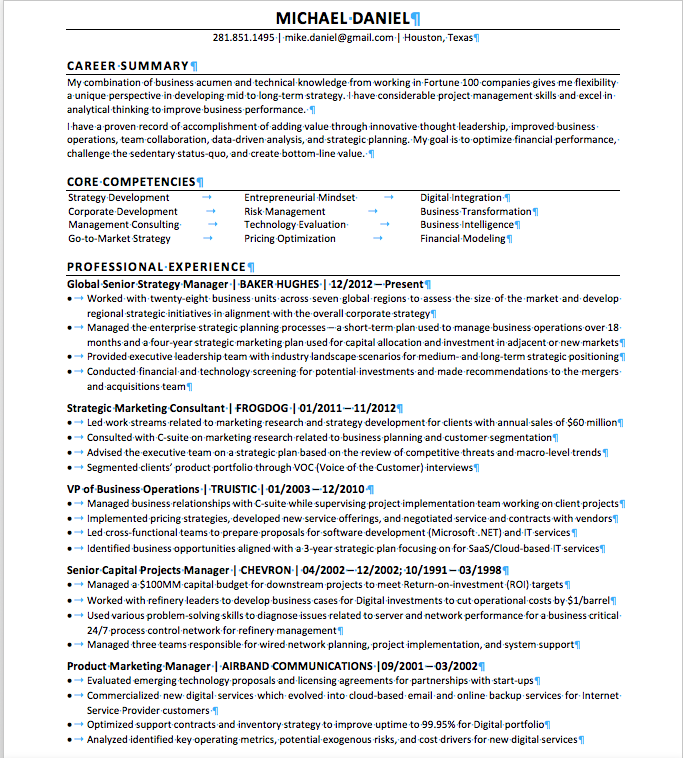 MICHAEL DANIEL
281.851.1495 | mike.daniel@gmail.com | Houston, Texas
CAREER SUMMARY
My combination of business acumen and technical knowledge from working in Fortune 100 companies gives me flexibility
a unique perspective in developing mid to long-term strategy. I have considerable project management skills and excel in
analytical thinking to improve business performance.
I have a proven record of accomplishment of adding value through innovative thought leadership, improved business
operations, team collaboration, data-driven analysis, and strategic planning. My goal is to optimize financial performance,
challenge the sedentary status-quo, and create bottom-line value.
CORE COMPETENCIES
Strategy Development → Entrepreneurial Mindset → Digital Integration
Corporate Development → Risk Management → Business Transformation
Management Consulting → Technology Evaluation → Business Intelligence
Go-to-Market Strategy → Pricing Optimization → Financial Modeling
PROFESSIONAL EXPERIENCE
Global Senior Strategy Manager | BAKER HUGHES | 12/2012 — Present
• Worked with twenty-eight business units across seven global regions to assess the size of the market and develop
regional strategic initiatives in alignment with the overall corporate strategy
• Managed the enterprise strategic planning processes — a short-term plan used to manage business operations over 18
months and a four-year strategic marketing plan used for capital allocation and investment in adjacent or new markets
• Provided executive leadership team with industry landscape scenarios for medium- and long-term strategic positioning
• Conducted financial and technology screening for potential investments and made recommendations to the mergers
and acquisitions team
Strategic Marketing Consultant | FROGDOG | 01/2011 — 11/2012
• Led work streams related to marketing research and strategy development for clients with annual sales of $60 million
• Consulted with C-suite on marketing research related to business planning and customer segmentation
• Advised the executive team on a strategic plan based on the review of competitive threats and macro-level trends
• Segmented clients' product portfolio through VOC (Voice of the Customer) interviews
VP of Business Operations | TRUISTIC | 01/2003 — 12/2010
• Managed business relationships with C-suite while supervising project implementation team working on client projects
• Implemented pricing strategies, developed new service offerings, and negotiated service and contracts with vendors
• Led cross-functional teams to prepare proposals for software development (Microsoft .NET) and IT services
• Identified business opportunities aligned with a 3-year strategic plan focusing on for SaaS/Cloud-based IT services
Senior Capital Projects Manager | CHEVRON | 04/2002 — 12/2002; 10/1991 — 03/1998
• Managed a $100MM capital budget for downstream projects to meet Return-on-investment (ROI) targets
• Worked with refinery leaders to develop business cases for Digital investments to cut operational costs by $1/barrel
• Used various problem-solving skills to diagnose issues related to server and network performance for a business critical
24/7 process control network for refinery management
• Managed three teams responsible for wired network planning, project implementation, and system support
Product Marketing Manager | AIRBAND COMMUNICATIONS |09/2001 — 03/2002
• Evaluated emerging technology proposals and licensing agreements for partnerships with start-ups
• Commercialized new digital services which evolved into cloud-based email and online backup services for Internet
Service Provider customers
• Optimized support contracts and inventory strategy to improve uptime to 99.95% for Digital portfolio
• Analyzed identified key operating metrics, potential exogenous risks, and cost drivers for new digital services